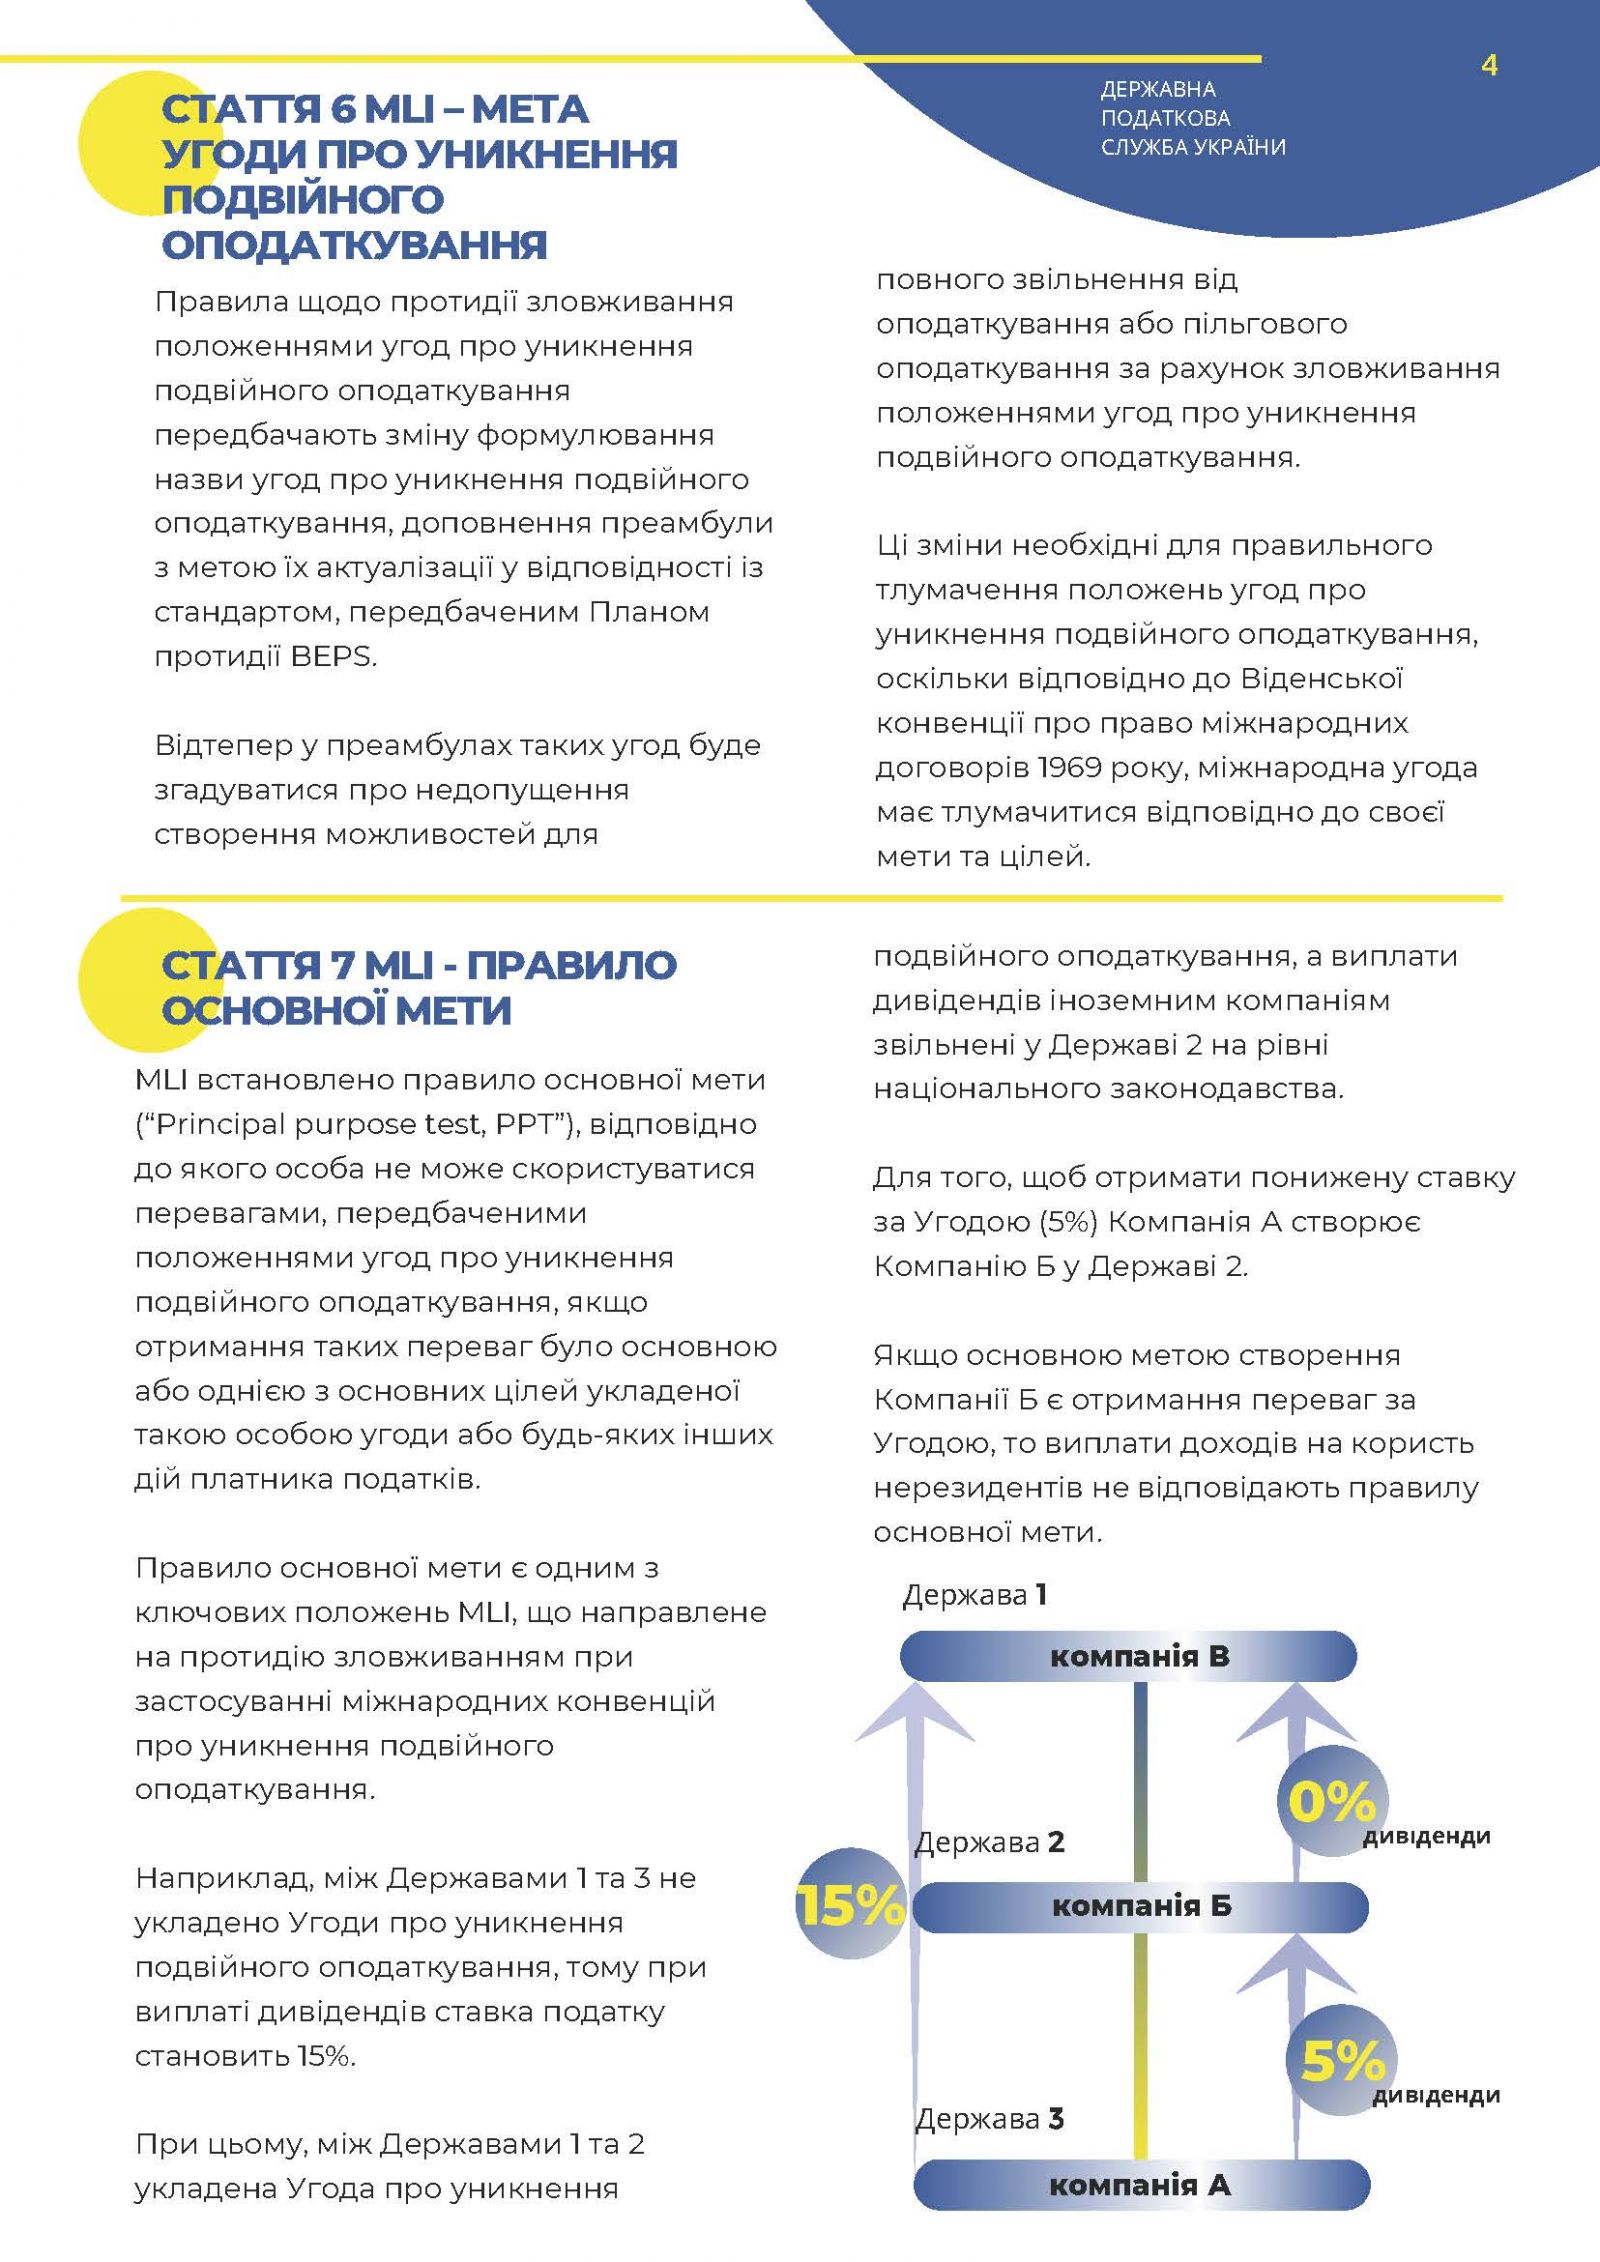 4
ДЕРЖАВНА
ПОДАТКОВА
СЛУЖБА УКРАЇНИ
СТАТТЯ 6 MLI – МЕТА
УГОДИ ПРО УНИКНЕННЯ
ПОДВІЙНОГО
ОПОДАТКУВАННЯ
Правила щодо протидії зловживання
положеннями угод про уникнення
подвійного оподаткування
передбачають зміну формулювання
назви угод про уникнення подвійного
оподаткування, доповнення преамбули
з метою їх актуалізації у відповідності із
стандартом, передбаченим Планом
протидії BEPS.
Відтепер у преамбулах таких угод буде
згадуватися про недопущення
створення можливостей для
повного звільнення від
оподаткування або пільгового
оподаткування за рахунок зловживання
положеннями угод про уникнення
подвійного оподаткування.
Ці зміни необхідні для правильного
тлумачення положень угод про
уникнення подвійного оподаткування,
оскільки відповідно до Віденської
конвенції про право міжнародних
договорів 1969 року, міжнародна угода
має тлумачитися відповідно до своєї
мети та цілей.
СТАТТЯ 7 MLI - ПРАВИЛО
ОСНОВНОЇ МЕТИ
MLI встановлено правило основної мети
(“Principal purpose test, PPT”), відповідно
до якого особа не може скористуватися
перевагами, передбаченими
положеннями угод про уникнення
подвійного оподаткування, якщо
отримання таких переваг було основною
або однією з основних цілей укладеної
такою особою угоди або будь-яких інших
дій платника податків.
Правило основної мети є одним з
ключових положень MLI, що направлене
на протидію зловживанням при
застосуванні міжнародних конвенцій
про уникнення подвійного
оподаткування.
Наприклад, між Державами 1 та 3 не
укладено Угоди про уникнення
подвійного оподаткування, тому при
виплаті дивідендів ставка податку
становить 15%.
При цьому, між Державами 1 та 2
укладена Угода про уникнення
подвійного оподаткування, а виплати
дивідендів іноземним компаніям
звільнені у Державі 2 на рівні
національного законодавства.
Для того, щоб отримати понижену ставку
за Угодою (5%) Компанія А створює
Компанію Б у Державі 2.
Якщо основною метою створення
Компанії Б є отримання переваг за
Угодою, то виплати доходів на користь
нерезидентів не відповідають правилу
основної мети.
Держава 1
компанія В
0%
дивіденди
Держава 2
15%
компанія Б
5%
дивіденди
Держава 3
компанія А